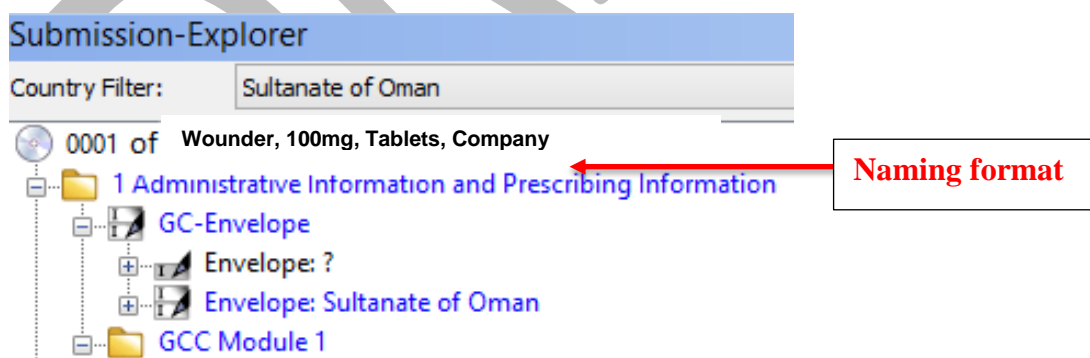 Submission-Explorer
Country Filter: Sultanate of Oman
0001 of Wounder, 100mg, Tablets, Company
1 Administrative Information and Prescribing Information
Naming format
GC-Envelope
Envelope: ?
Envelope: Sultanate of Oman
GCC Module 1